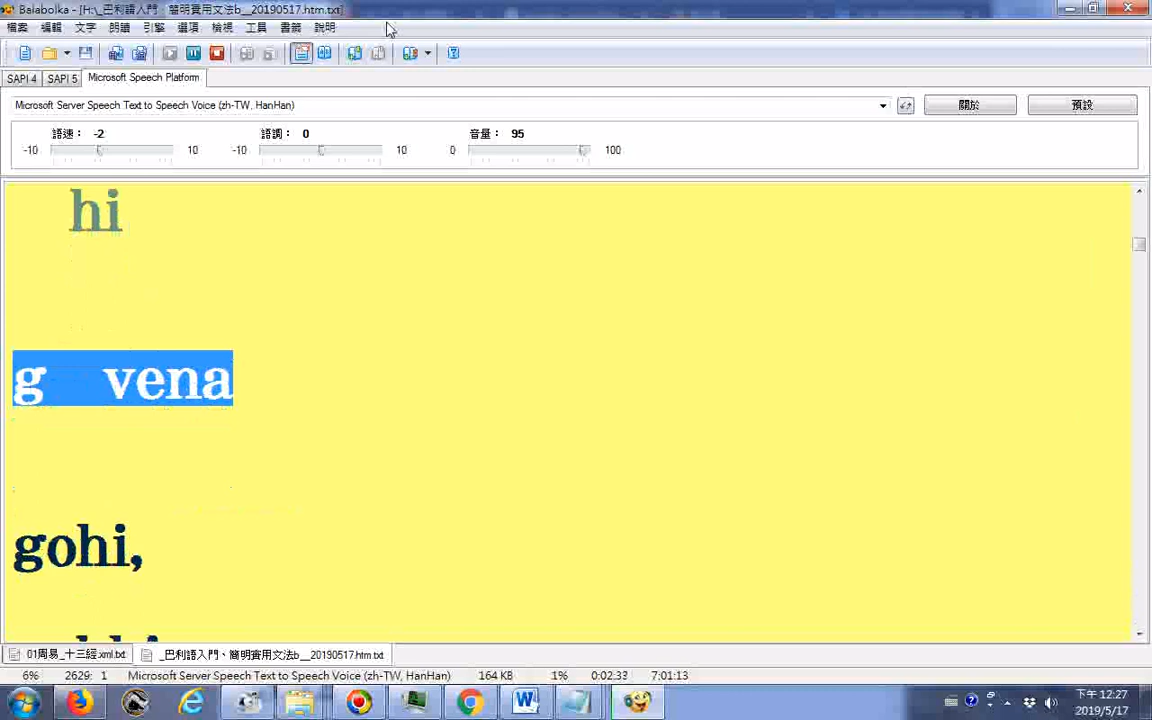 Balabolka - [H:\_巴利語入門、簡明實用文法b__20190517.htm.txt]
檔案 編輯 文字 朗讀 引擎 選項 檢視 工具 書籤 說明
SAPI 4 SAPI 5 Microsoft Speech Platform
Microsoft Server Speech Text to Speech Voice (zh-TW, HanHan) 關於 預設
語速： -2 語調： 0 音量： 95
-10 10 -10 10 0 100
hi
g vena
gohi,
01周易_十三經.xml.txt _巴利語入門、簡明實用文法b__20190517.htm.txt
6% 2629: 1 Microsoft Server Speech Text to Speech Voice (zh-TW, HanHan) 164 KB 1% 0:02:33 7:01:13
下午 12:27
2019/5/17